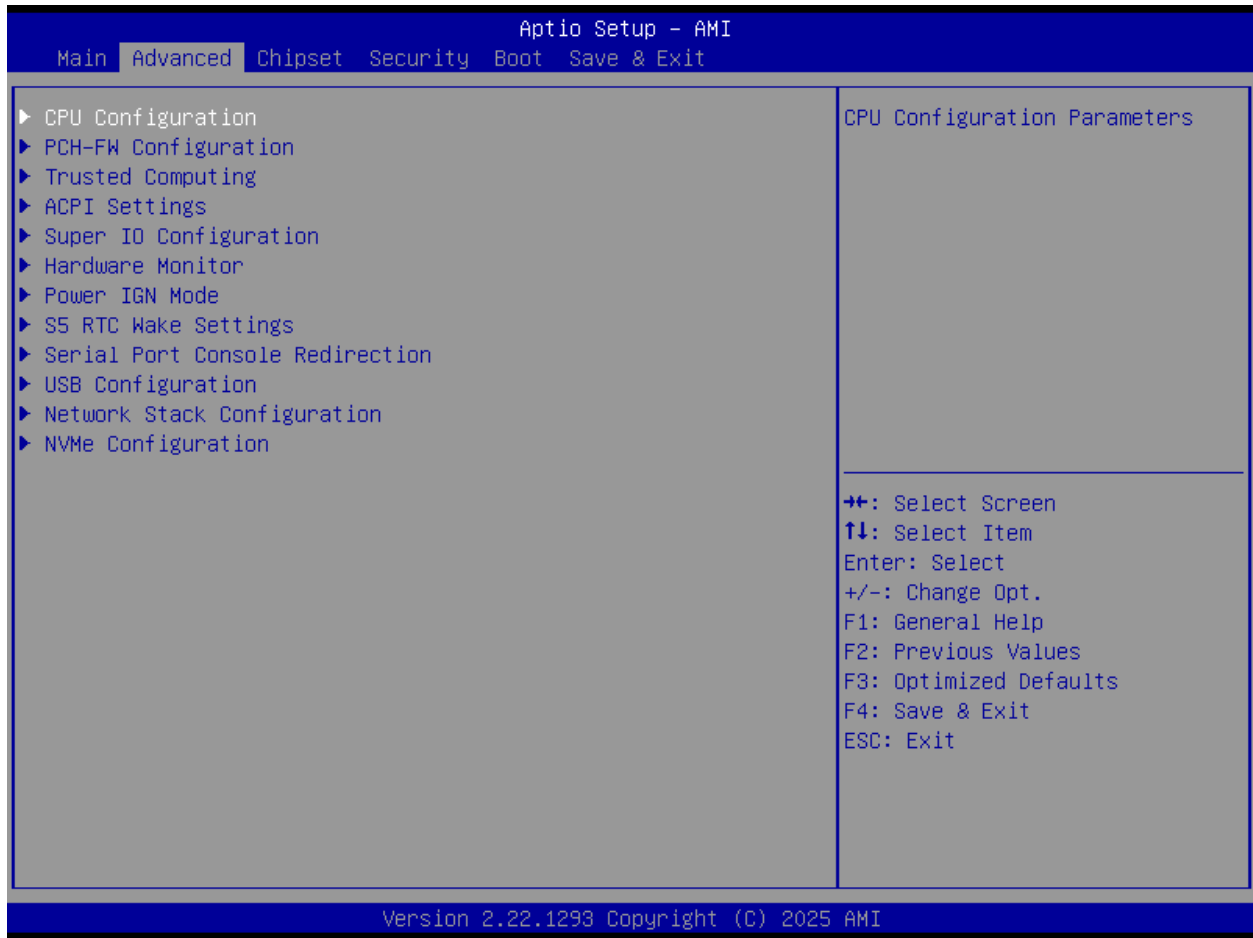 Aptio Setup – AMI
Main Advanced Chipset Security Boot Save & Exit
▶ CPU Configuration
▶ PCH-FW Configuration
▶ Trusted Computing
▶ ACPI Settings
▶ Super IO Configuration
▶ Hardware Monitor
▶ Power IGN Mode
▶ S5 RTC Wake Settings
▶ Serial Port Console Redirection
▶ USB Configuration
▶ Network Stack Configuration
▶ NVMe Configuration
CPU Configuration Parameters
→←: Select Screen
↑↓: Select Item
Enter: Select
+/-: Change Opt.
F1: General Help
F2: Previous Values
F3: Optimized Defaults
F4: Save & Exit
ESC: Exit
Version 2.22.1293 Copyright (C) 2025 AMI